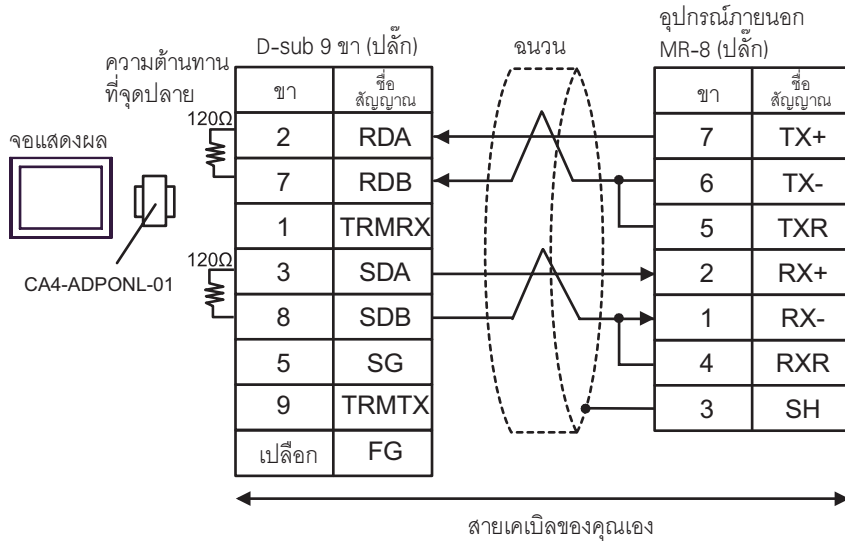 อุปกรณ์ภายนอก
D-sub 9 ขา (ปลั๊ก) ฉนวน MR-8 (ปลั๊ก)
ความต้านทาน
ที่จุดปลาย
ขา ชื่อสัญญาณ ขา ชื่อสัญญาณ
120Ω
จอแสดงผล
2 RDA 7 TX+
7 RDB 6 TX-
1 TRMRX 5 TXR
120Ω
CA4-ADPONL-01
3 SDA 2 RX+
8 SDB 1 RX-
5 SG 4 RXR
9 TRMTX 3 SH
เปลือก FG
สายเคเบิลของคุณเอง